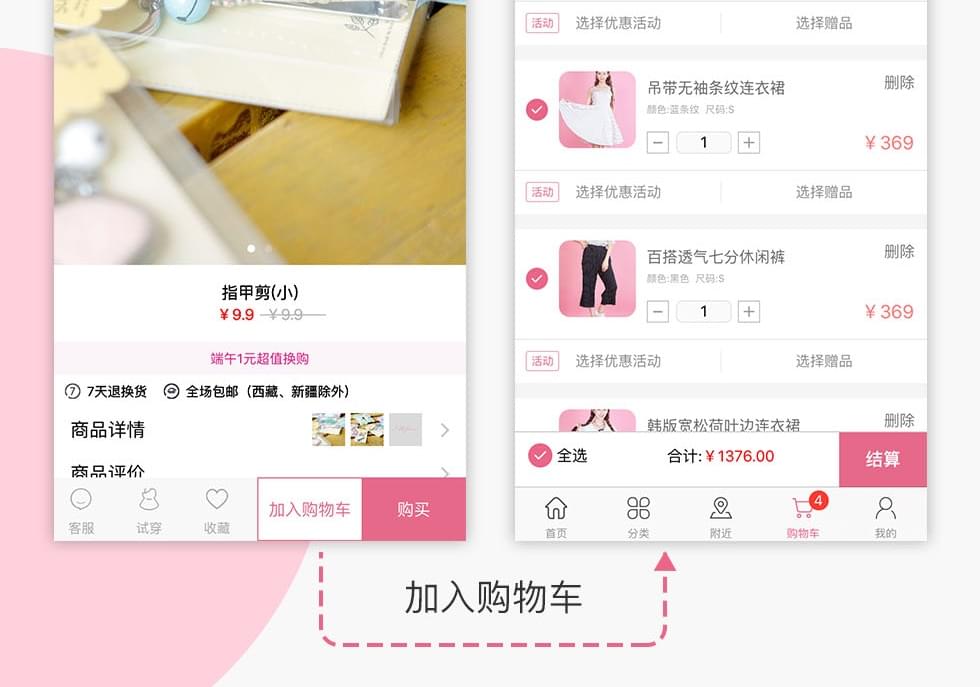 指甲剪(小)
¥9.9 ¥9.9
端午1元超值换购
7 7天退换货 全场包邮（西藏、新疆除外）
商品详情
商品评价
客服 试穿 收藏 加入购物车 购买
活动 选择优惠活动 选择赠品
吊带无袖条纹连衣裙 删除
颜色:蓝条纹 尺码:S
1 ¥369
活动 选择优惠活动 选择赠品
百搭透气七分休闲裤 删除
颜色:黑色 尺码:S
1 ¥369
活动 选择优惠活动 选择赠品
韩版宽松荷叶边连衣裙 删除
全选 合计:¥1376.00 结算
4
首页 分类 附近 购物车 我的
加入购物车